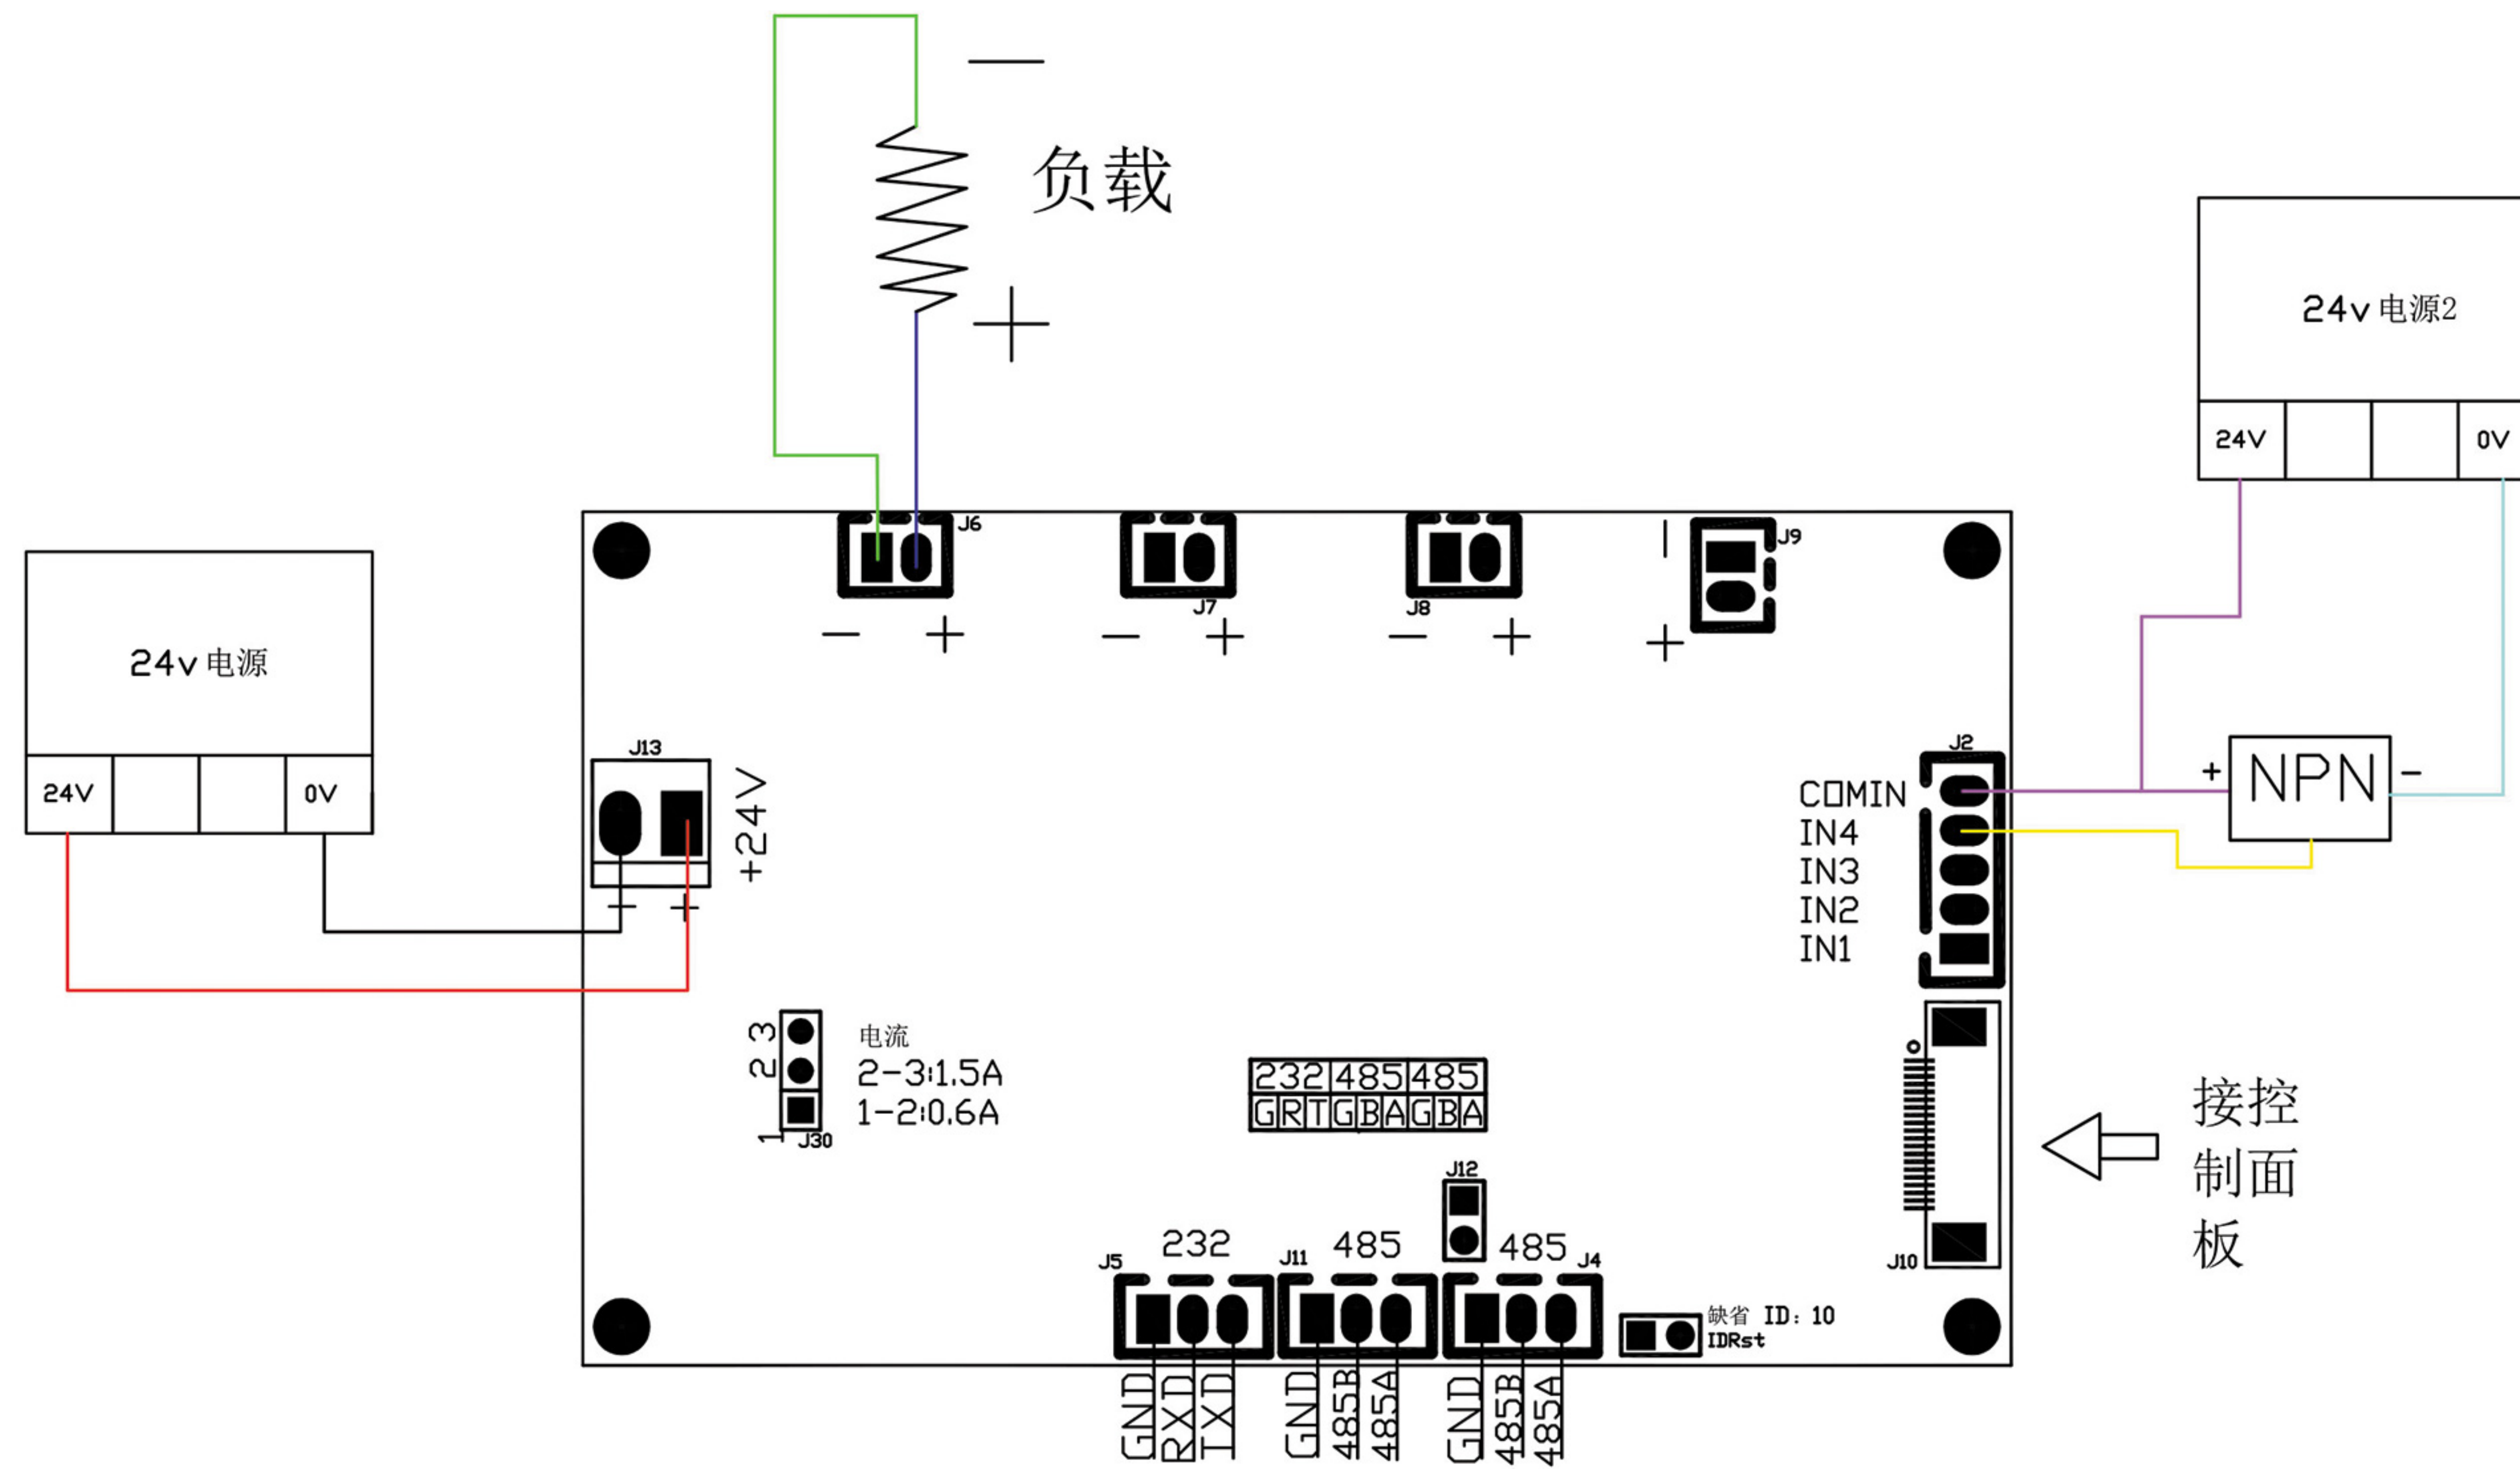 负载
24v 电源2
24V
0V
J6
J7
J8
J9
24v 电源
24V
0V
J13
+24V
J2
COMIN
IN4
IN3
IN2
IN1
+ NPN -
3
2
1
J30
电流
2-3:1.5A
1-2:0.6A
232 485 485
G R T G B A G B A
接控
制面
板
J10
J12
J5
232
J11
485
485
J4
缺省 ID: 10
IDRst
GND
RXD
TXD
GND
485B
485A
GND
485B
485A